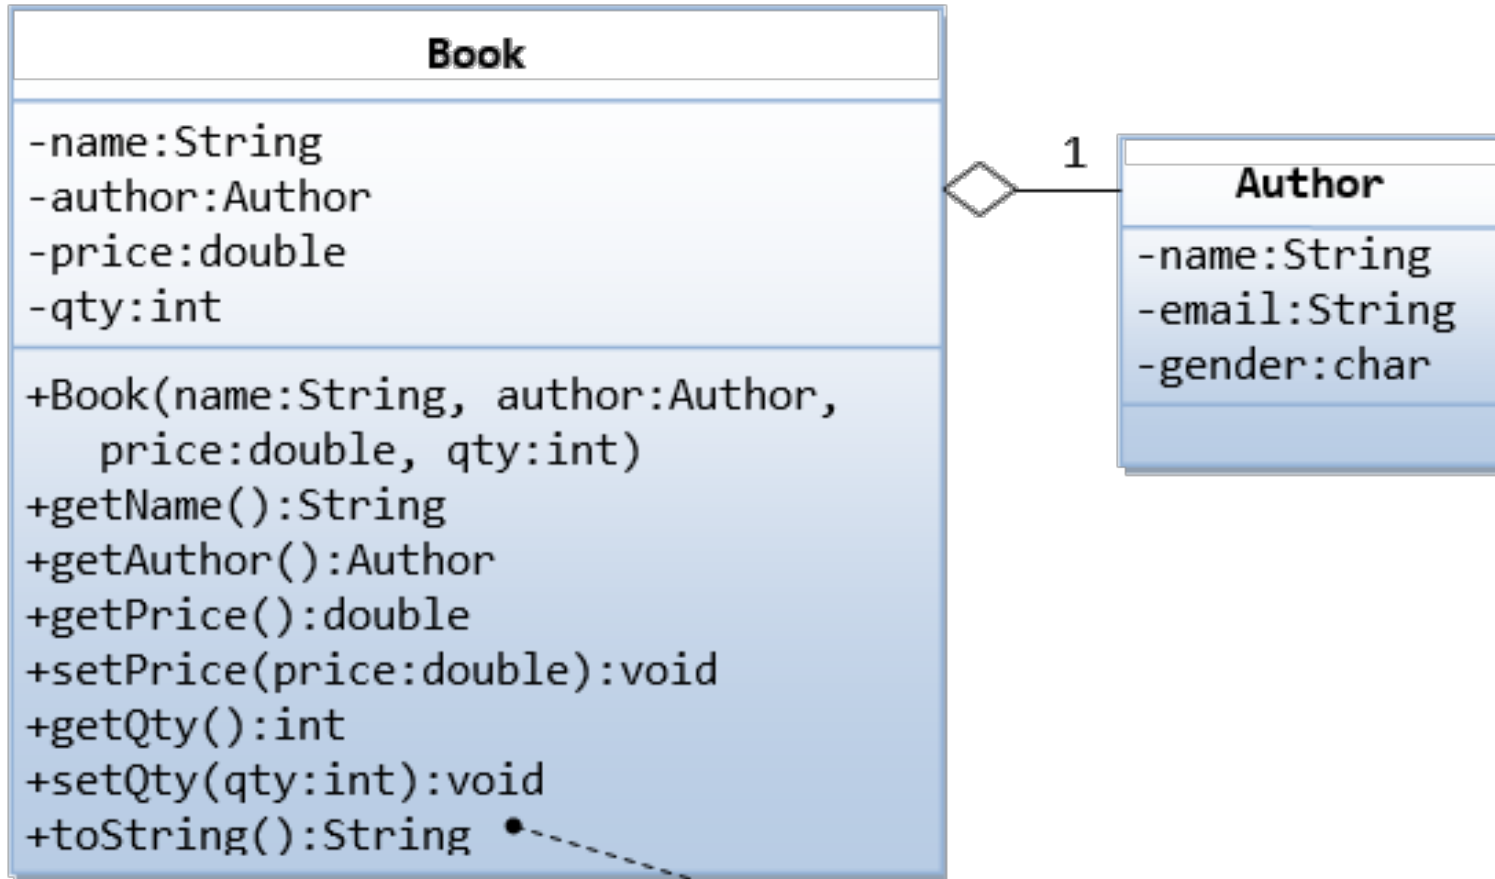 Book
-name:String
-author:Author
-price:double
-qty:int
+Book(name:String, author:Author,
price:double, qty:int)
+getName():String
+getAuthor():Author
+getPrice():double
+setPrice(price:double):void
+getQty():int
+setQty(qty:int):void
+toString():String
1
Author
-name:String
-email:String
-gender:char